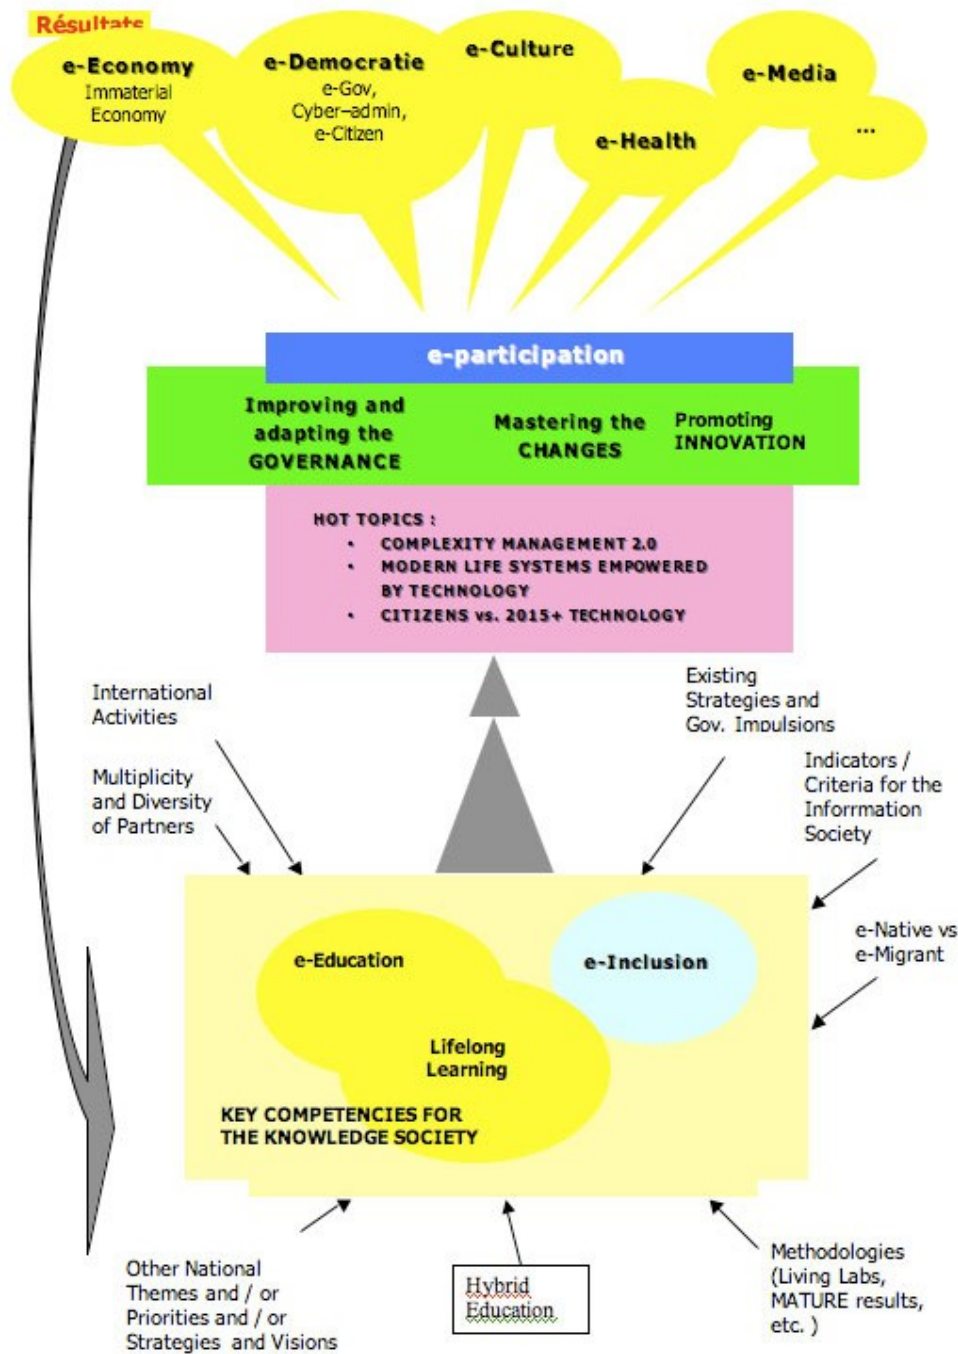 Résultats
e-Economy
Immaterial
Economy
e-Democratie
e-Gov,
Cyber–admin,
e-Citizen
e-Culture
e-Health
e-Media
...
e-participation
Improving and
adapting the
GOVERNANCE
Mastering the
CHANGES
Promoting
INNOVATION
HOT TOPICS :
• COMPLEXITY MANAGEMENT 2.0
• MODERN LIFE SYSTEMS EMPOWERED
BY TECHNOLOGY
• CITIZENS vs. 2015+ TECHNOLOGY
International
Activities
Multiplicity
and Diversity
of Partners
Existing
Strategies and
Gov. Impulsions
Indicators /
Criteria for the
Inforrmation
Society
e-Native vs
e-Migrant
e-Education
e-Inclusion
Lifelong
Learning
KEY COMPETENCIES FOR
THE KNOWLEDGE SOCIETY
Other National
Themes and / or
Priorities and / or
Strategies and Visions
Hybrid
Education
Methodologies
(Living Labs,
MATURE results,
etc. )